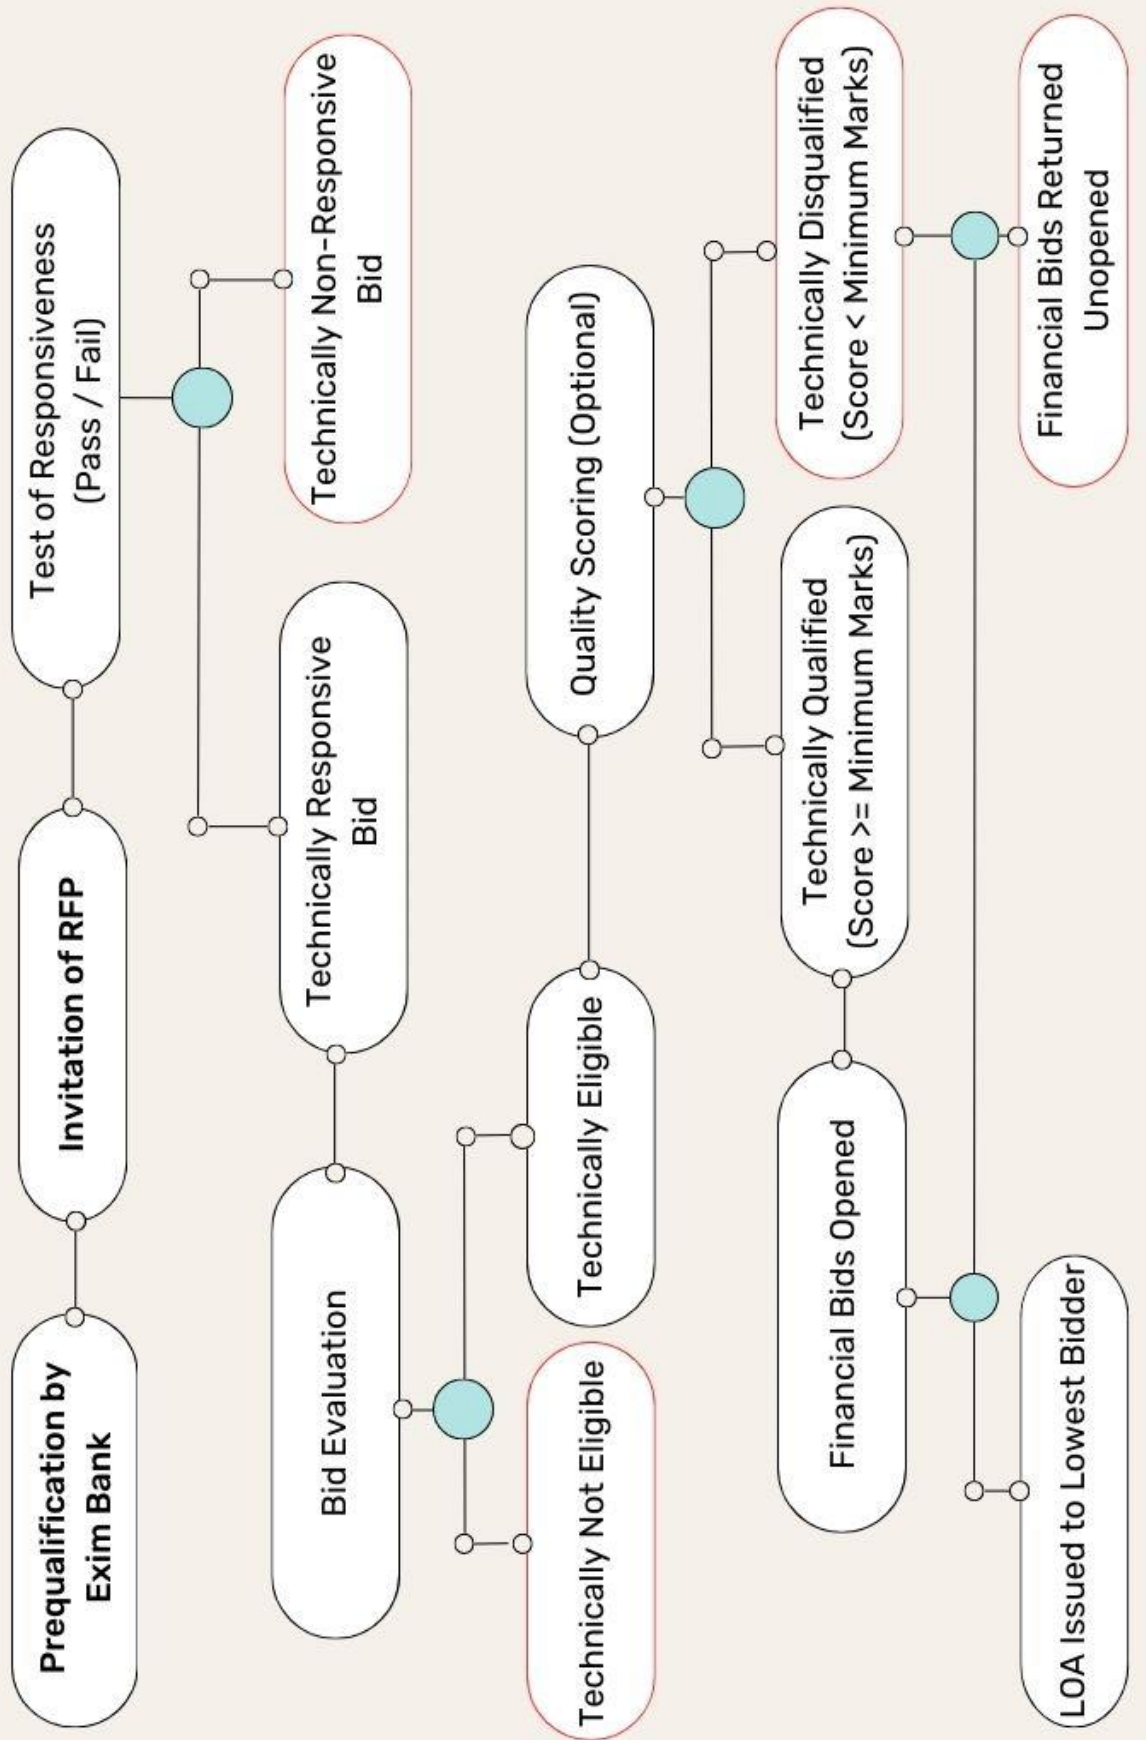 Prequalification by
Exim Bank
Invitation of RFP
Test of Responsiveness
(Pass / Fail)
Bid Evaluation
Technically Responsive
Bid
Technically Non-Responsive
Bid
Technically Not Eligible
Technically Eligible
Quality Scoring (Optional)
Financial Bids Opened
Technically Qualified
(Score >= Minimum Marks)
Technically Disqualified
(Score < Minimum Marks)
LOA Issued to Lowest Bidder
Financial Bids Returned
Unopened